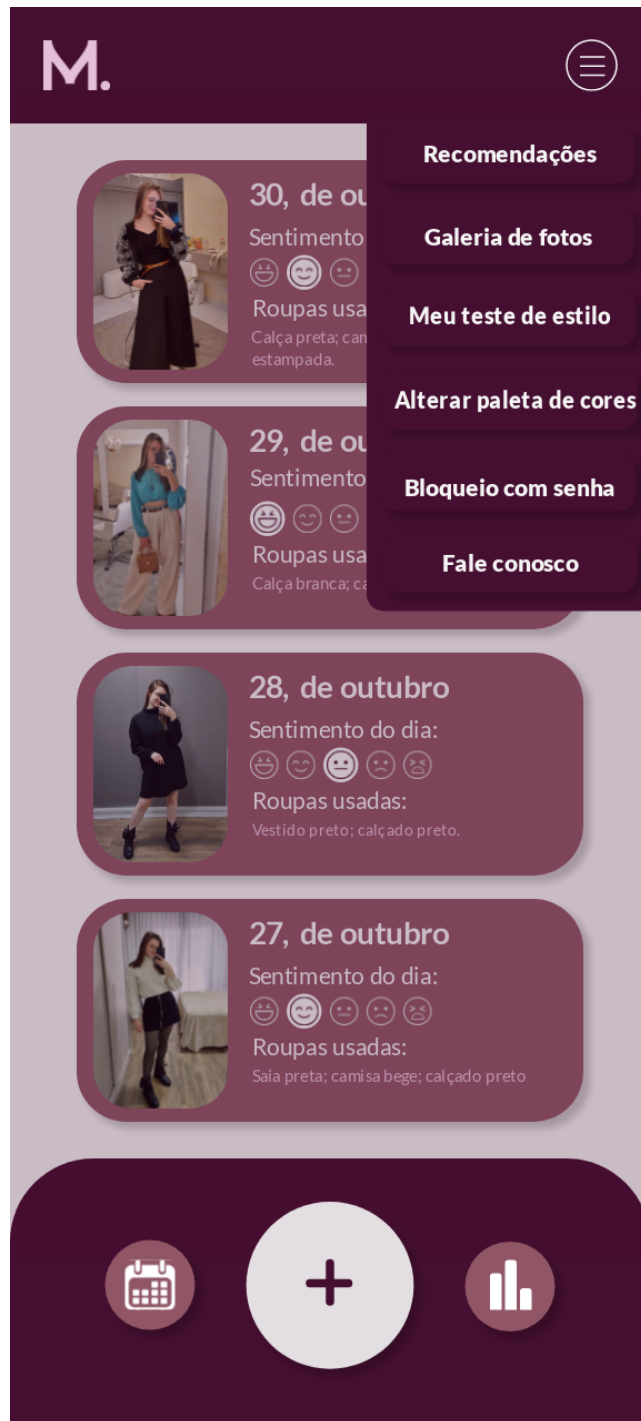 M.
Recomendações
Galeria de fotos
Meu teste de estilo
Alterar paleta de cores
Bloqueio com senha
Fale conosco
30, de ou
Sentimento
Roupas usa
Calça preta; cam
estampada.
29, de ou
Sentimento
Roupas usa
Calça branca; ca
28, de outubro
Sentimento do dia:
Roupas usadas:
Vestido preto; calçado preto.
27, de outubro
Sentimento do dia:
Roupas usadas:
Saia preta; camisa bege; calçado preto